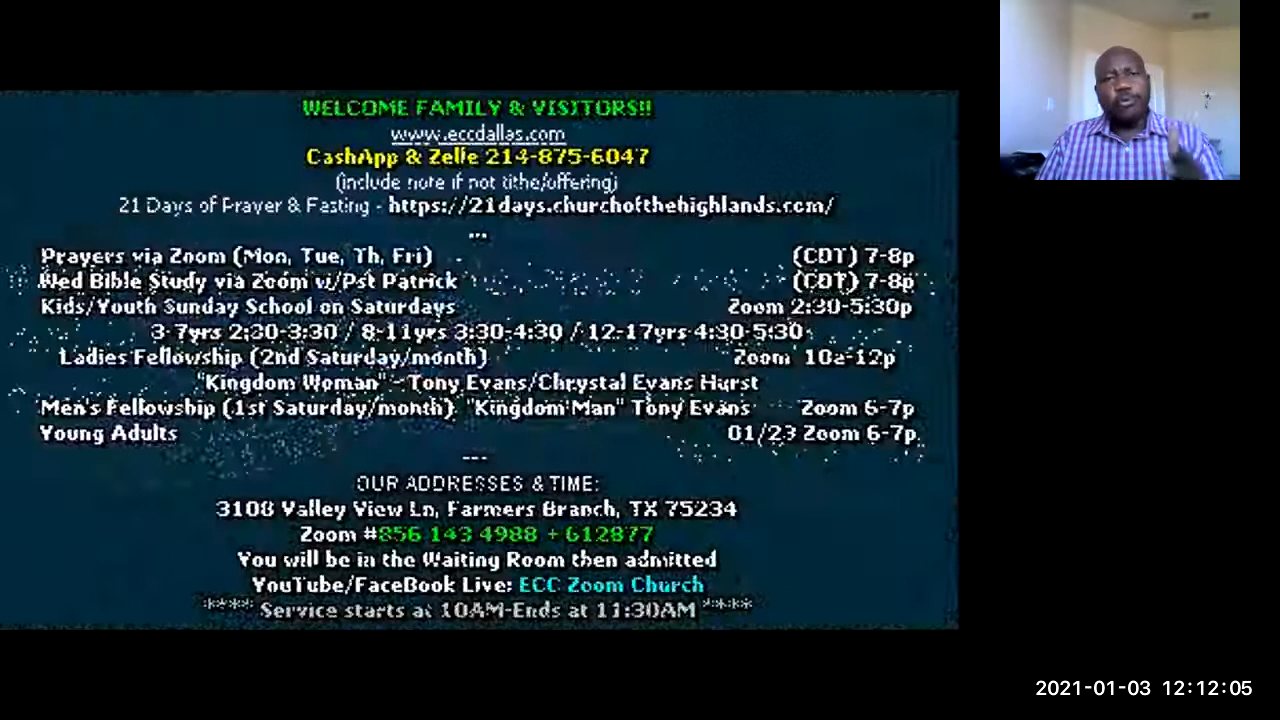 WELCOME FAMILY & VISITORS!!
www.eccdallas.com
CashApp & Zelle 214-875-6047
(include note if not tithe/offering)
21 Days of Prayer & Fasting - https://21days.churchofthehighlands.com/
...
Prayers via Zoom (Mon, Tue, Th, Fri) - (CDT) 7-8p
Wed Bible Study via Zoom w/Pst Patrick (CDT) 7-8p
Kids/Youth Sunday School on Saturdays Zoom 2:30-5:30p
3-7yrs 2:30-3:30 / 8-11yrs 3:30-4:30 / 12-17yrs 4:30-5:30
Ladies Fellowship (2nd Saturday/month) Zoom 10a-12p
"Kingdom Woman" - Tony Evans/Chrystal Evans Hurst
Men's Fellowship (1st Saturday/month) "Kingdom Man" Tony Evans Zoom 6-7p
Young Adults 01/23 Zoom 6-7p
---
OUR ADDRESSES & TIME:
3108 Valley View Ln, Farmers Branch, TX 75234
Zoom #856 143 4988 + 612877
You will be in the Waiting Room then admitted
YouTube/FaceBook Live: ECC Zoom Church
**** Service starts at 10AM-Ends at 11:30AM ****
2021-01-03 12:12:05